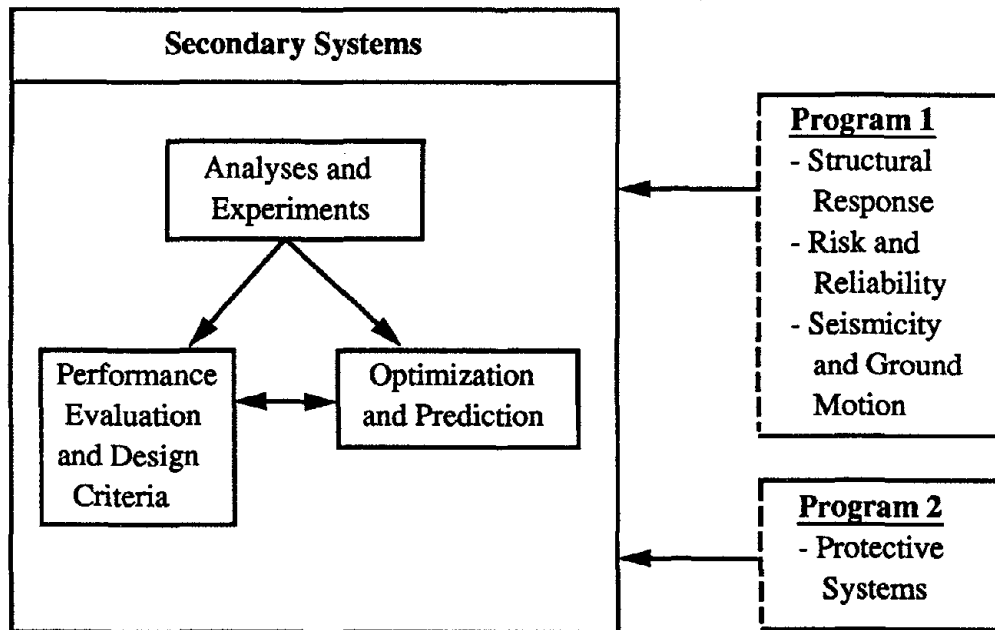 Secondary Systems
Analyses and
Experiments
Performance
Evaluation
and Design
Criteria
Optimization
and Prediction
Program 1
- Structural
Response
- Risk and
Reliability
- Seismicity
and Ground
Motion
Program 2
- Protective
Systems